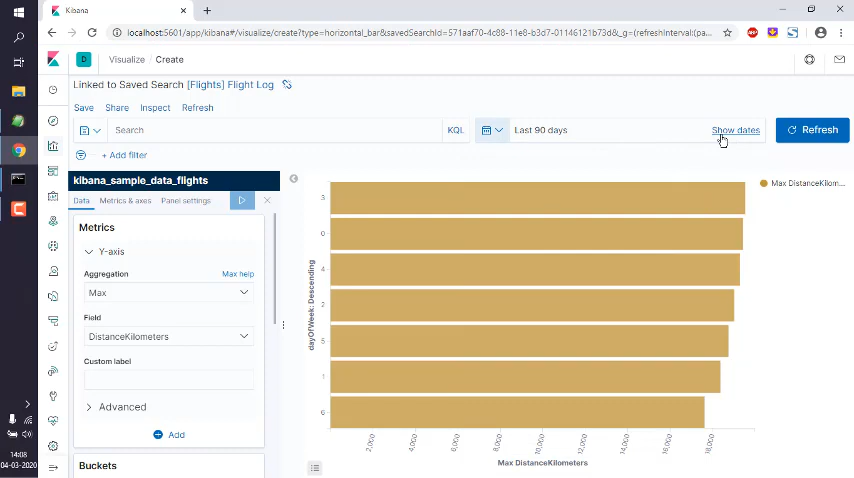 Kibana
localhost:5601/app/kibana#/visualize/create?type=horizontal_bar&savedSearchId=571aaf70-4c88-11e8-b3d7-01146121b73d&_g=(refreshInterval:(pa...
ABP
D
Visualize
Create
Linked to Saved Search [Flights] Flight Log
Save
Share
Inspect
Refresh
Search
KQL
Last 90 days
Show dates
Refresh
+ Add filter
kibana_sample_data_flights
Data
Metrics & axes
Panel settings
Metrics
Y-axis
Aggregation
Max help
Max
Field
DistanceKilometers
Custom label
Advanced
Add
Buckets
dayOfWeek: Descending
3
0
4
2
5
1
6
2,000
4,000
6,000
8,000
10,000
12,000
14,000
16,000
18,000
Max DistanceKilometers
Max DistanceKilom...
14:08
04-03-2020